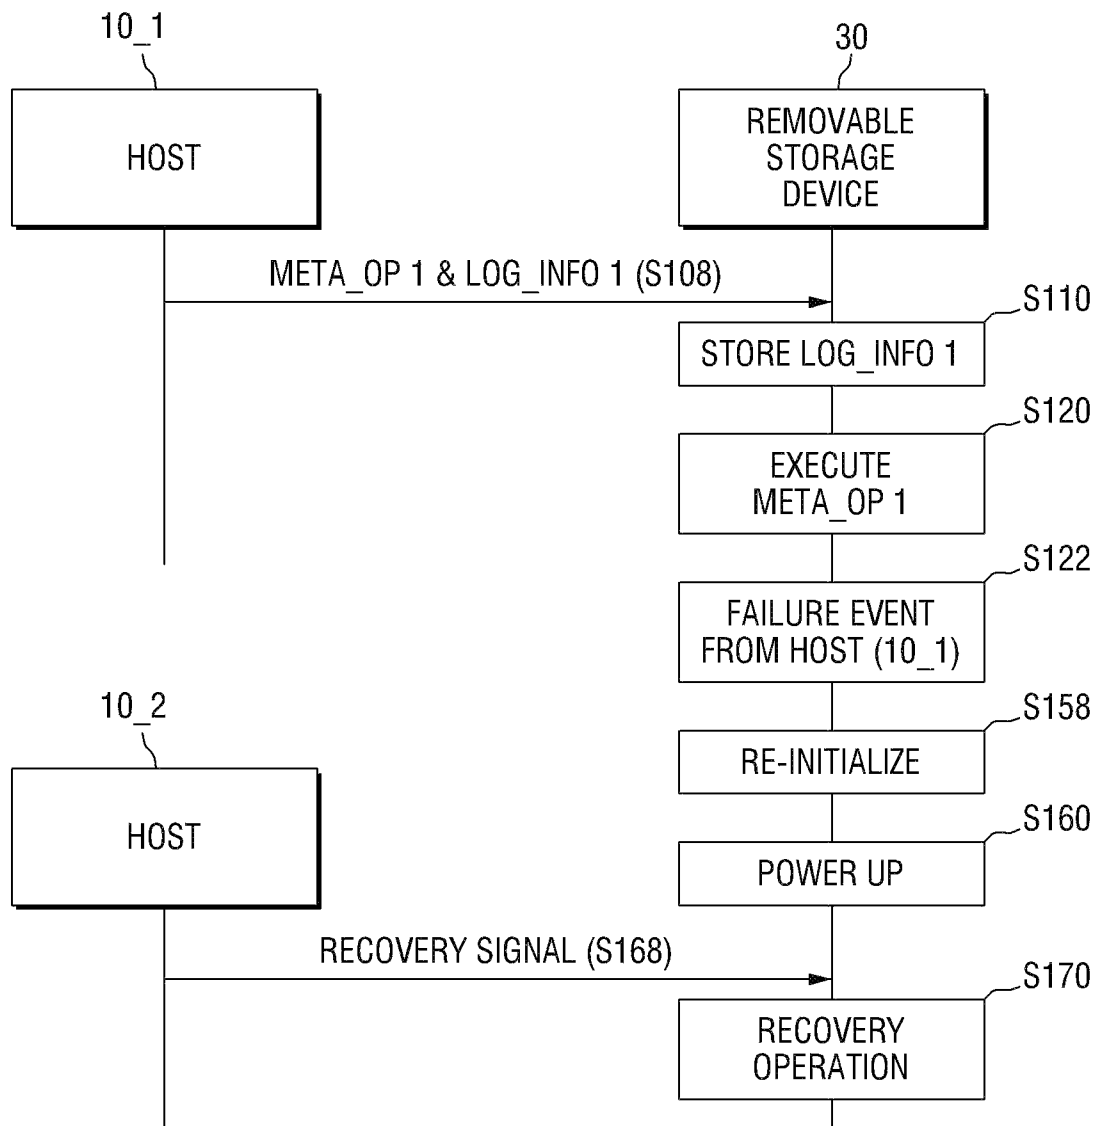 10_1
30
HOST
REMOVABLE
STORAGE
DEVICE
META_OP 1 & LOG_INFO 1 (S108)
S110
STORE LOG_INFO 1
S120
EXECUTE
META_OP 1
S122
FAILURE EVENT
FROM HOST (10_1)
10_2
S158
RE-INITIALIZE
HOST
S160
POWER UP
RECOVERY SIGNAL (S168)
S170
RECOVERY
OPERATION